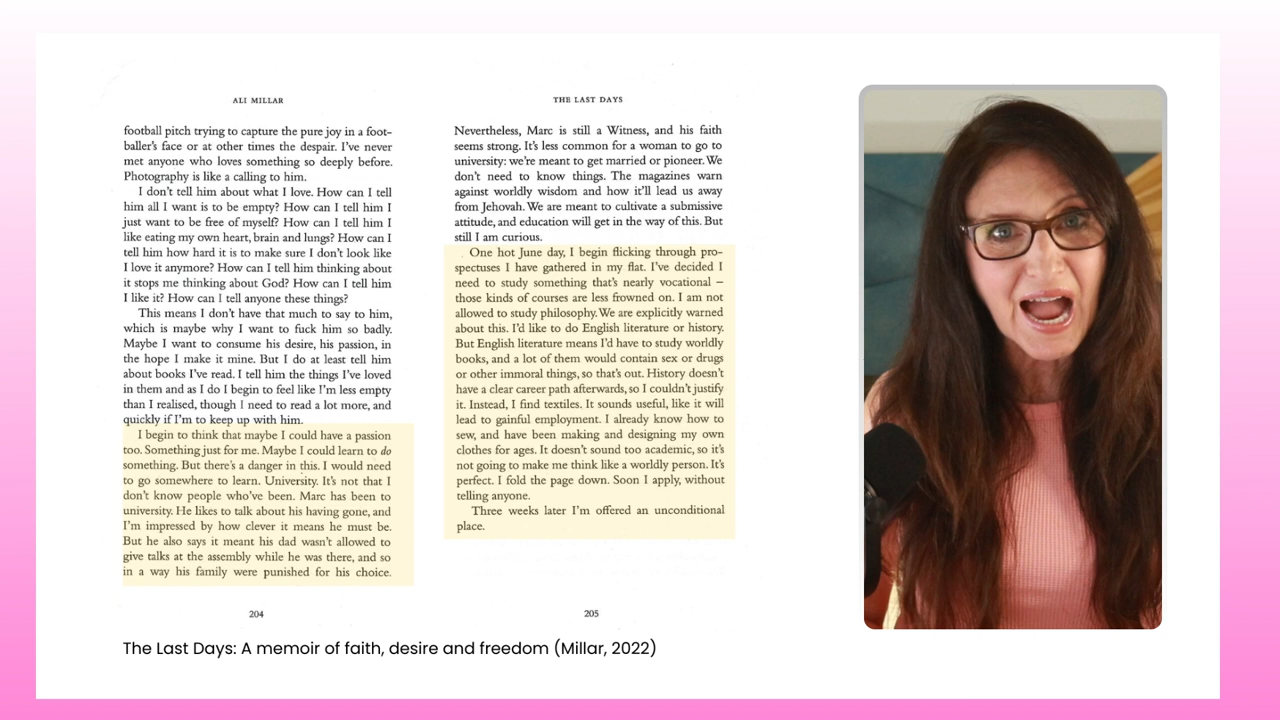 ALI MILLAR
football pitch trying to capture the pure joy in a foot-
baller's face or at other times the despair. I've never
met anyone who loves something so deeply before.
Photography is like a calling to him.
I don't tell him about what I love. How can I tell
him all I want is to be empty? How can I tell him I
just want to be free of myself? How can I tell him I
like eating my own heart, brain and lungs? How can I
tell him how hard it is to make sure I don't look like
I love it anymore? How can I tell him thinking about
it stops me thinking about God? How can I tell him
I like it? How can I tell anyone these things?
This means I don't have that much to say to him,
which is maybe why I want to fuck him so badly.
Maybe I want to consume his desire, his passion, in
the hope I make it mine. But I do at least tell him
about books I've read. I tell him the things I've loved
in them and as I do I begin to feel like I'm less empty
than I realised, though I need to read a lot more, and
quickly if I'm to keep up with him.
I begin to think that maybe I could have a passion
too. Something just for me. Maybe I could learn to do
something. But there's a danger in this. I would need
to go somewhere to learn. University. It's not that I
don't know people who've been. Marc has been to
university. He likes to talk about his having gone, and
I'm impressed by how clever it means he must be.
But he also says it meant his dad wasn't allowed to
give talks at the assembly while he was there, and so
in a way his family were punished for his choice.
204
THE LAST DAYS
Nevertheless, Marc is still a Witness, and his faith
seems strong. It's less common for a woman to go to
university: we're meant to get married or pioneer. We
don't need to know things. The magazines warn
against worldly wisdom and how it'll lead us away
from Jehovah. We are meant to cultivate a submissive
attitude, and education will get in the way of this. But
still I am curious.
One hot June day, I begin flicking through pro-
spectuses I have gathered in my flat. I've decided I
need to study something that's nearly vocational –
those kinds of courses are less frowned on. I am not
allowed to study philosophy. We are explicitly warned
about this. I'd like to do English literature or history.
But English literature means I'd have to study worldly
books, and a lot of them would contain sex or drugs
or other immoral things, so that's out. History doesn't
have a clear career path afterwards, so I couldn't justify
it. Instead, I find textiles. It sounds useful, like it will
lead to gainful employment. I already know how to
sew, and have been making and designing my own
clothes for ages. It doesn't sound too academic, so it's
not going to make me think like a worldly person. It's
perfect. I fold the page down. Soon I apply, without
telling anyone.
Three weeks later I'm offered an unconditional
place.
205
The Last Days: A memoir of faith, desire and freedom (Millar, 2022)